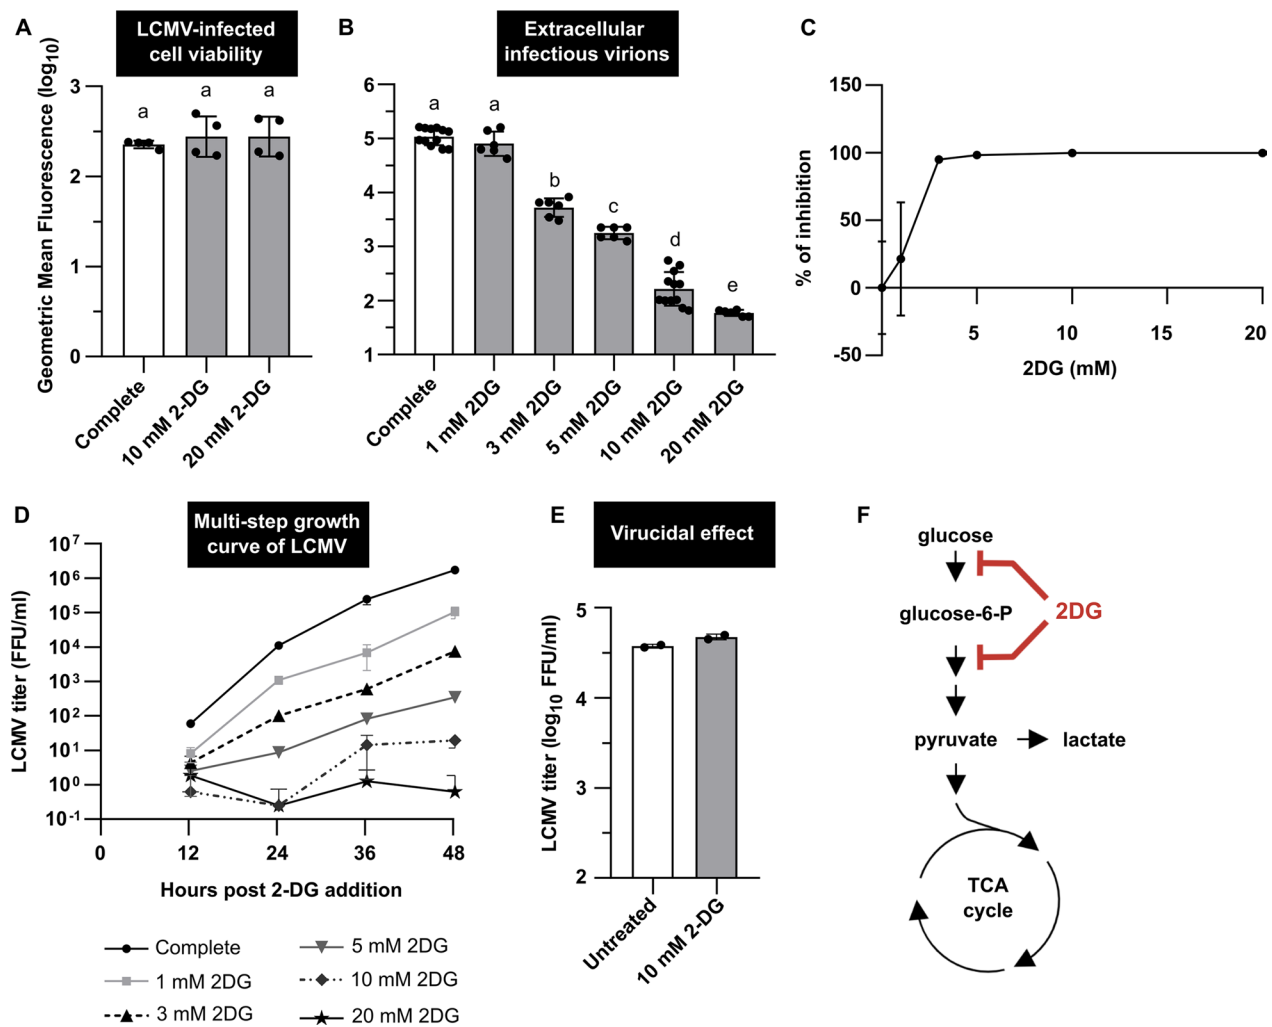 A
LCMV-infected
cell viability
Geometric Mean Fluorescence (log10)
3
2
1
0
a
a
a
Complete
10 mM 2-DG
20 mM 2-DG
B
Extracellular
infectious virions
6
5
4
3
2
1
a
a
b
c
d
e
Complete
1 mM 2DG
3 mM 2DG
5 mM 2DG
10 mM 2DG
20 mM 2DG
C
% of inhibition
150
100
50
0
-50
5
10
15
20
2DG (mM)
D
Multi-step growth
curve of LCMV
LCMV titer (FFU/ml)
10^7
10^6
10^5
10^4
10^3
10^2
10^1
10^0
10^-1
0
12
24
36
48
Hours post 2-DG addition
Complete
1 mM 2DG
3 mM 2DG
5 mM 2DG
10 mM 2DG
20 mM 2DG
E
Virucidal effect
LCMV titer (log10 FFU/ml)
5
4
3
2
Untreated
10 mM 2-DG
F
glucose
glucose-6-P
2DG
pyruvate
lactate
TCA
cycle